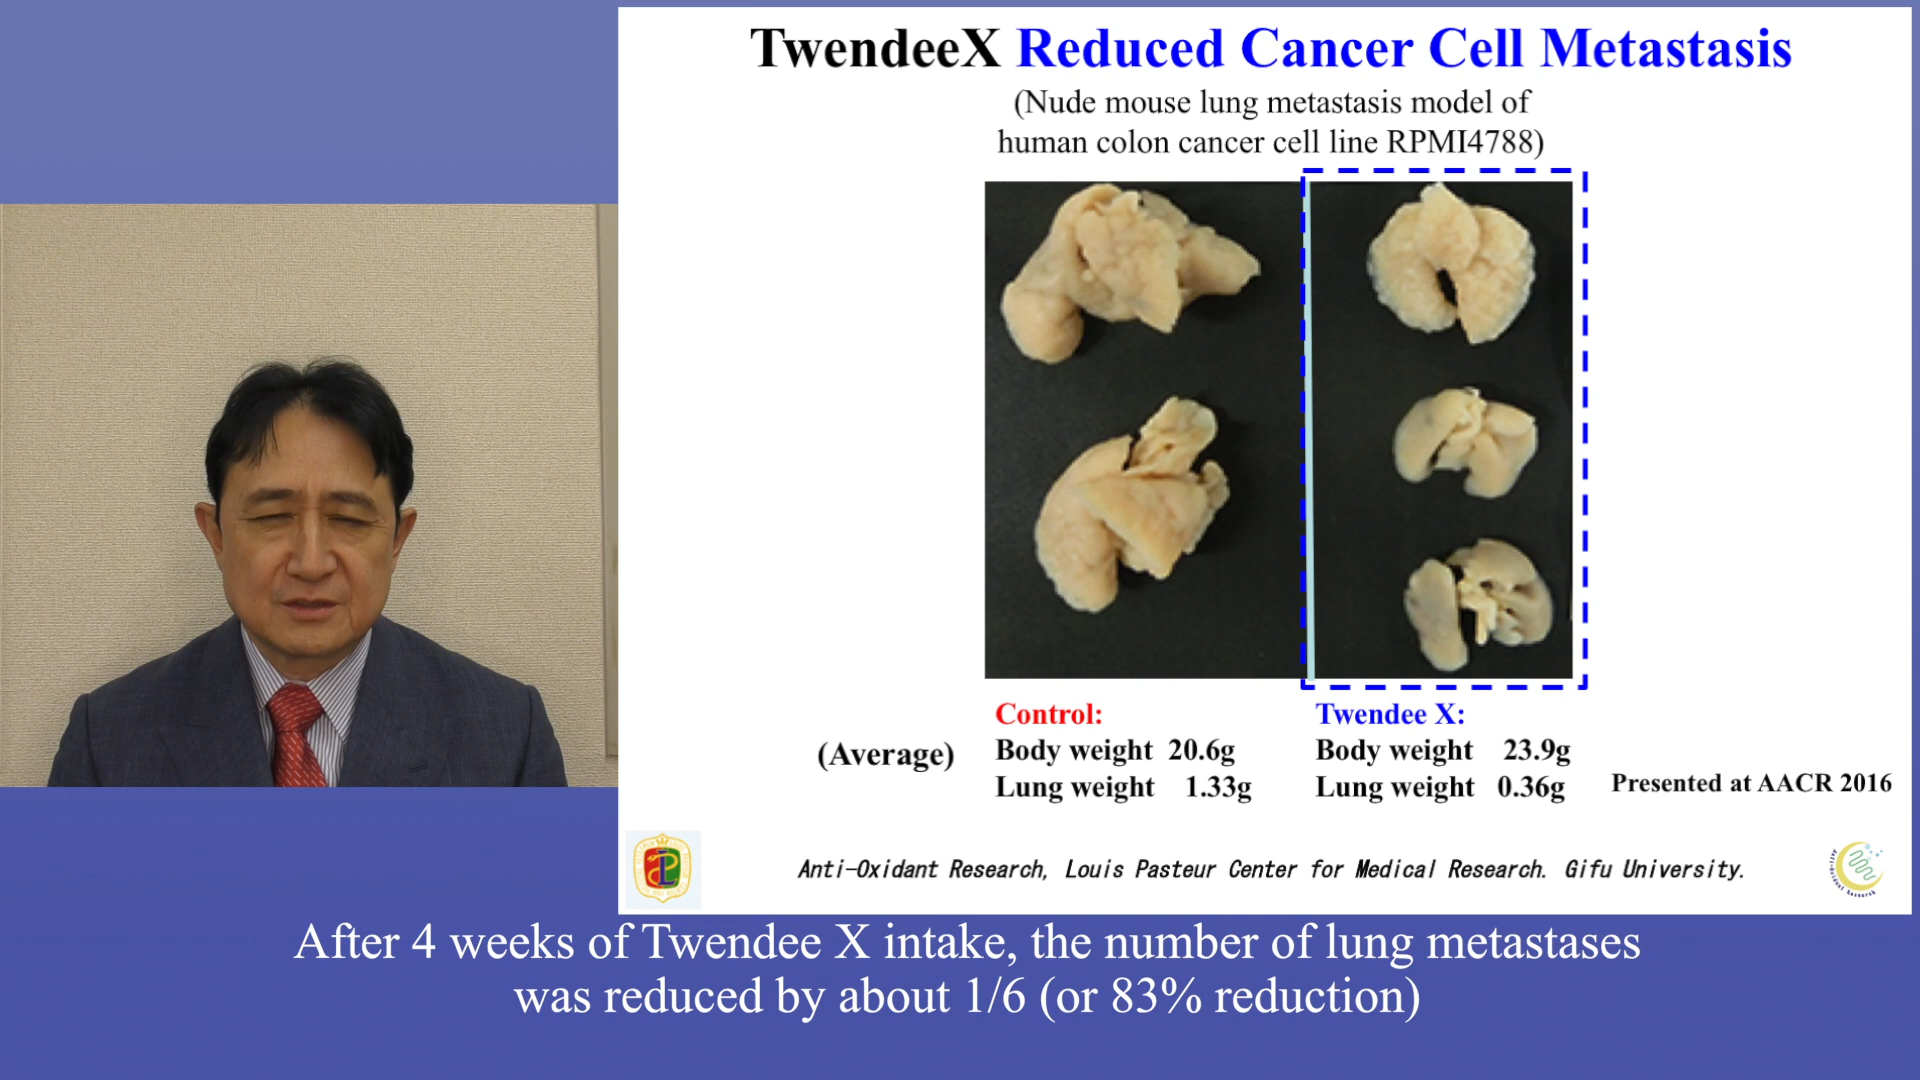 TwendeeX Reduced Cancer Cell Metastasis
(Nude mouse lung metastasis model of
human colon cancer cell line RPMI4788)
Control:
(Average)
Body weight 20.6g
Lung weight 1.33g
Twendee X:
Body weight 23.9g
Lung weight 0.36g
Presented at AACR 2016
Anti-Oxidant Research, Louis Pasteur Center for Medical Research. Gifu University.
After 4 weeks of Twendee X intake, the number of lung metastases
was reduced by about 1/6 (or 83% reduction)